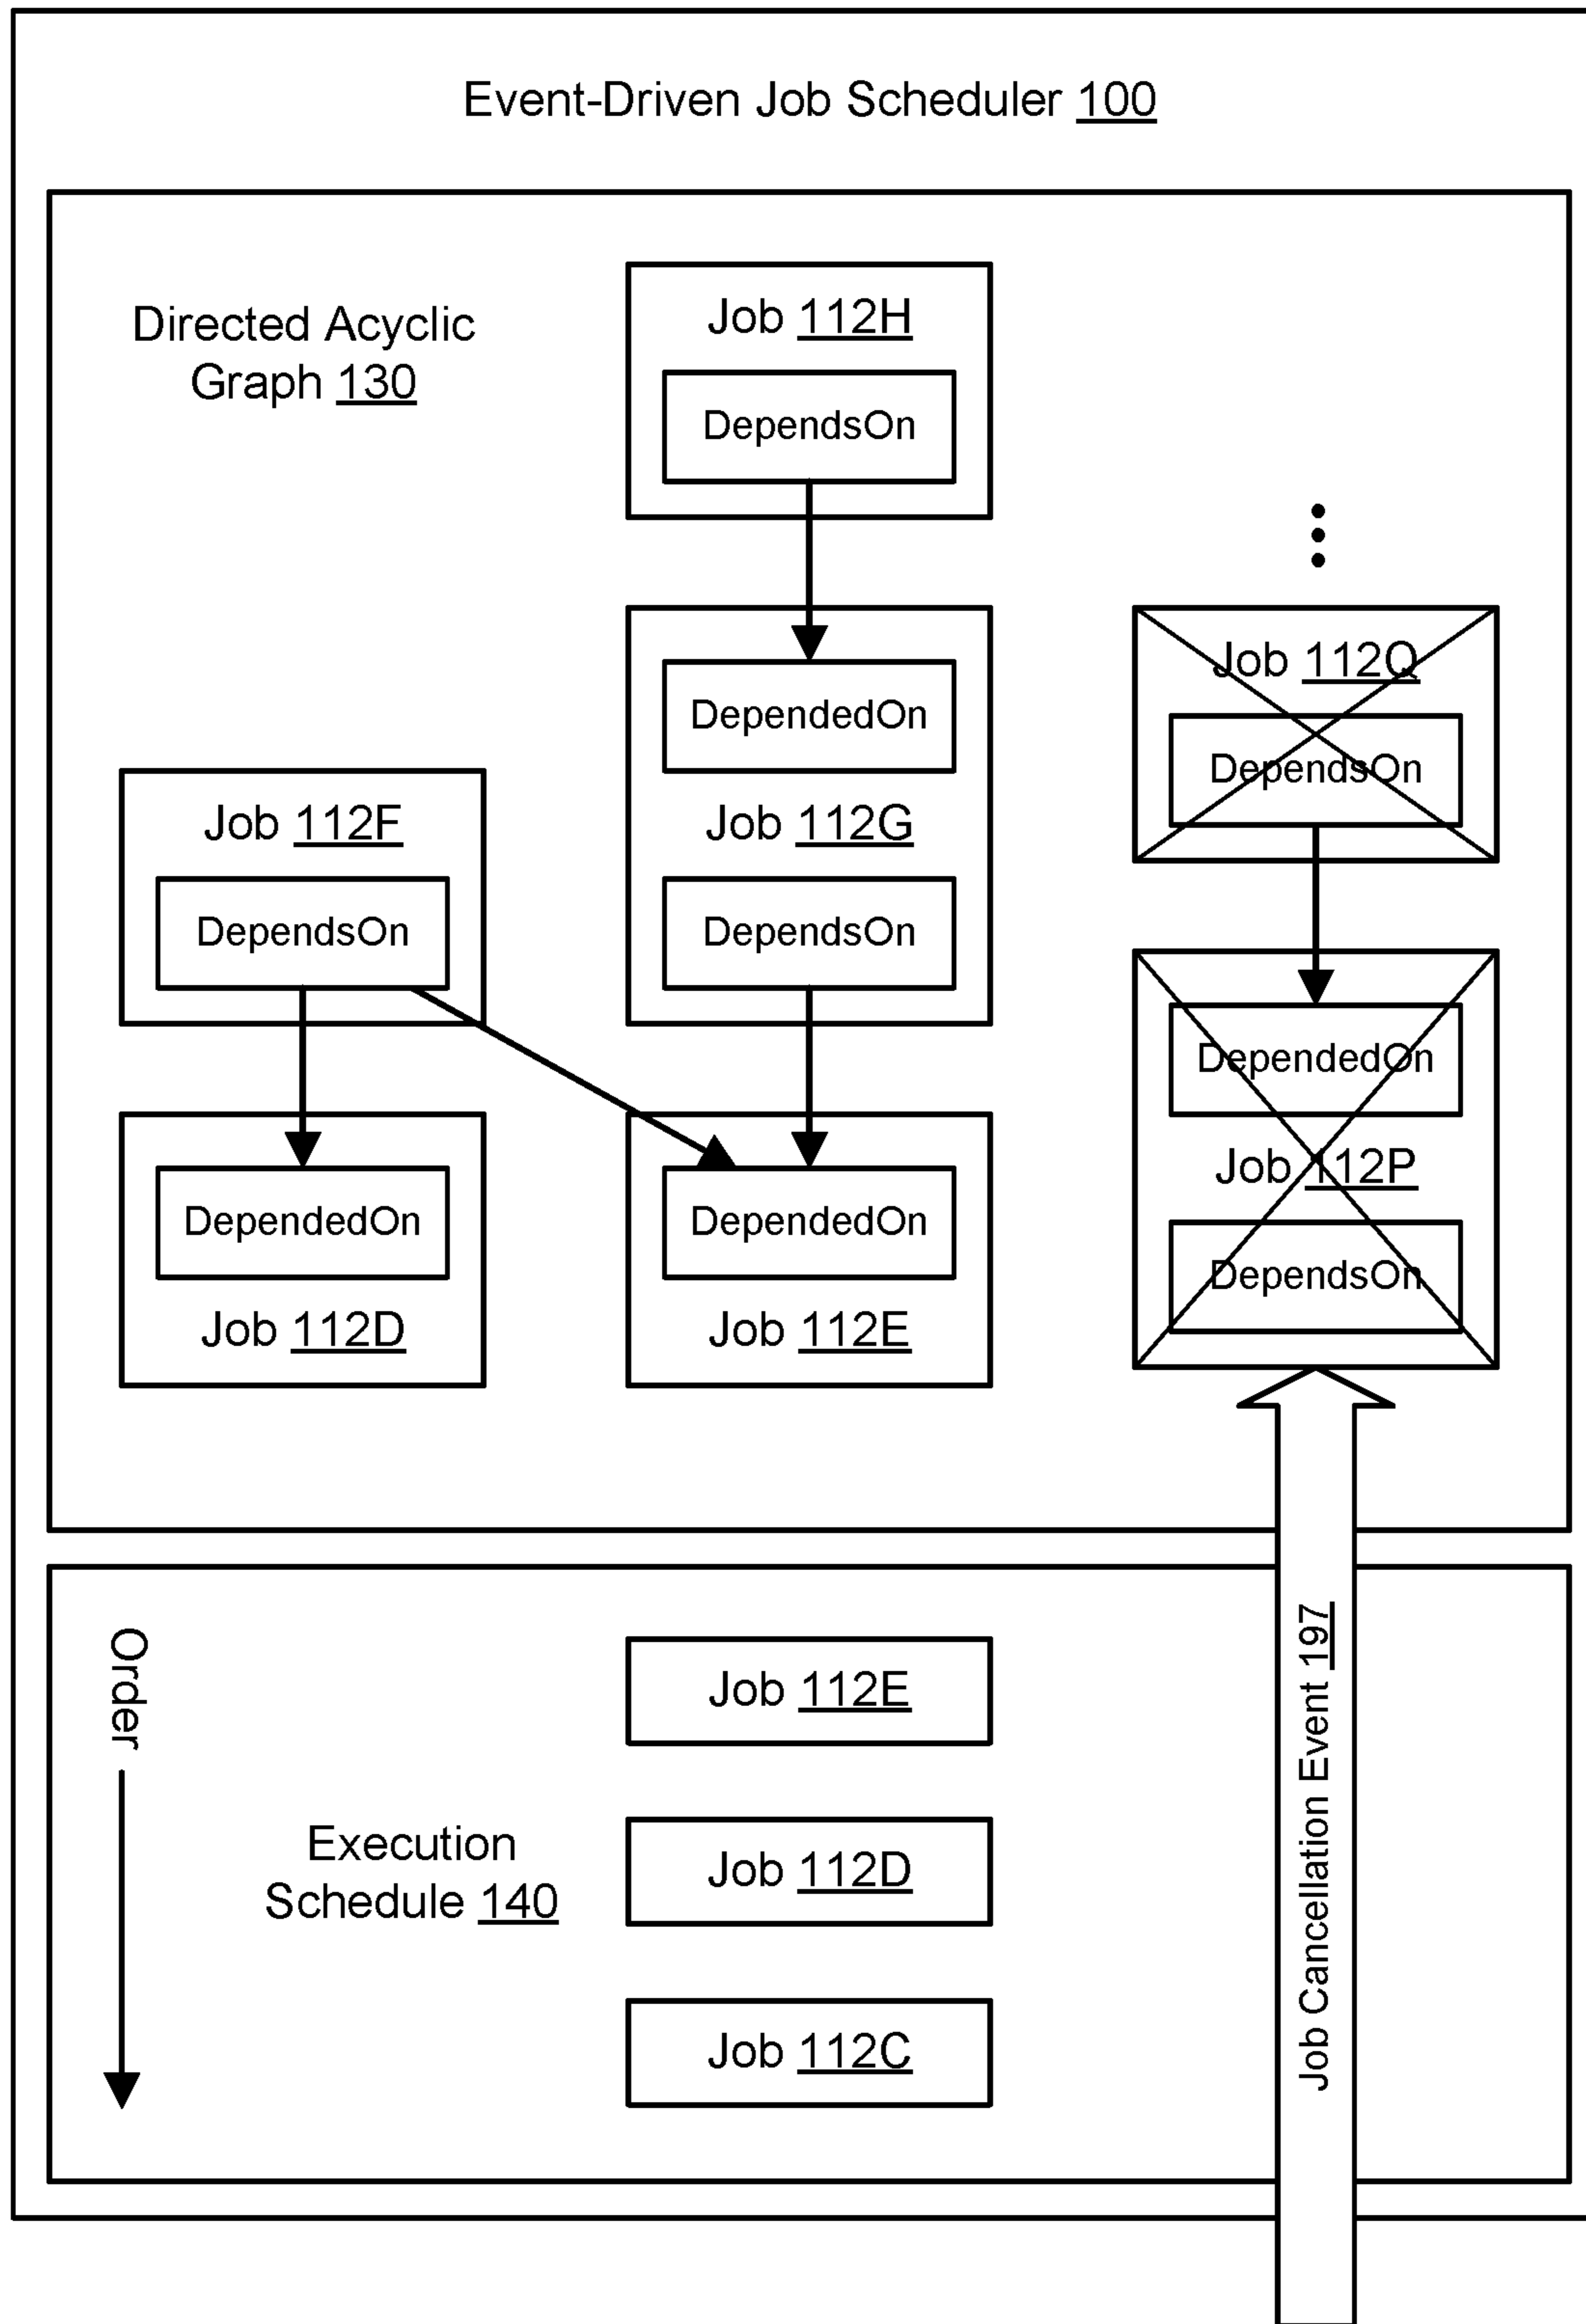 Event-Driven Job Scheduler 100
Directed Acyclic
Graph 130
Job 112H
DependsOn
DependedOn
Job 112G
DependsOn
Job 112Q
DependsOn
Job 112F
DependsOn
DependedOn
Job 112P
DependsOn
DependedOn
Job 112D
DependedOn
Job 112E
Order
Execution
Schedule 140
Job 112E
Job 112D
Job 112C
Job Cancellation Event 197